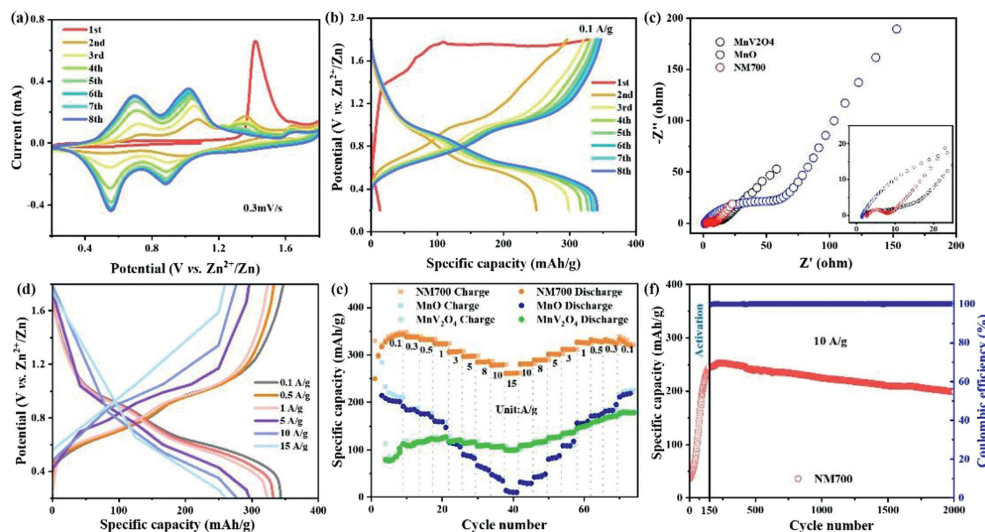 (a)
0.8
0.4
0.0
-0.4
Current (mA)
1st
2nd
3rd
4th
5th
6th
7th
8th
0.3mV/s
0.4
0.8
1.2
1.6
Potential (V vs. Zn2+/Zn)
(b)
2.0
1.6
1.2
0.8
0.4
0.0
Potential (V vs. Zn2+/Zn)
0.1 A/g
1st
2nd
3rd
4th
5th
6th
7th
8th
0
100
200
300
400
Specific capacity (mAh/g)
(c)
200
150
100
50
0
-Z'' (ohm)
MnV2O4
MnO
NM700
20
10
0
0
10
20
0
50
100
150
200
Z' (ohm)
(d)
1.6
1.2
0.8
0.4
Potential (V vs. Zn2+/Zn)
0.1 A/g
0.5 A/g
1 A/g
5 A/g
10 A/g
15 A/g
0
100
200
300
400
Specific capacity (mAh/g)
(e)
400
300
200
100
0
Specific capacity (mAh/g)
NM700 Charge
NM700 Discharge
MnO Charge
MnO Discharge
MnV2O4 Charge
MnV2O4 Discharge
0.1 0.3 0.5 1 3 5 8 10 15 10 8 5 3 1 0.5 0.3 0.1
Unit:A/g
0
20
40
60
Cycle number
(f)
400
300
200
100
0
Specific capacity (mAh/g)
Activation
10 A/g
NM700
100
80
60
40
20
0
Coulombic efficiency (%)
0
150
500
1000
1500
2000
Cycle number